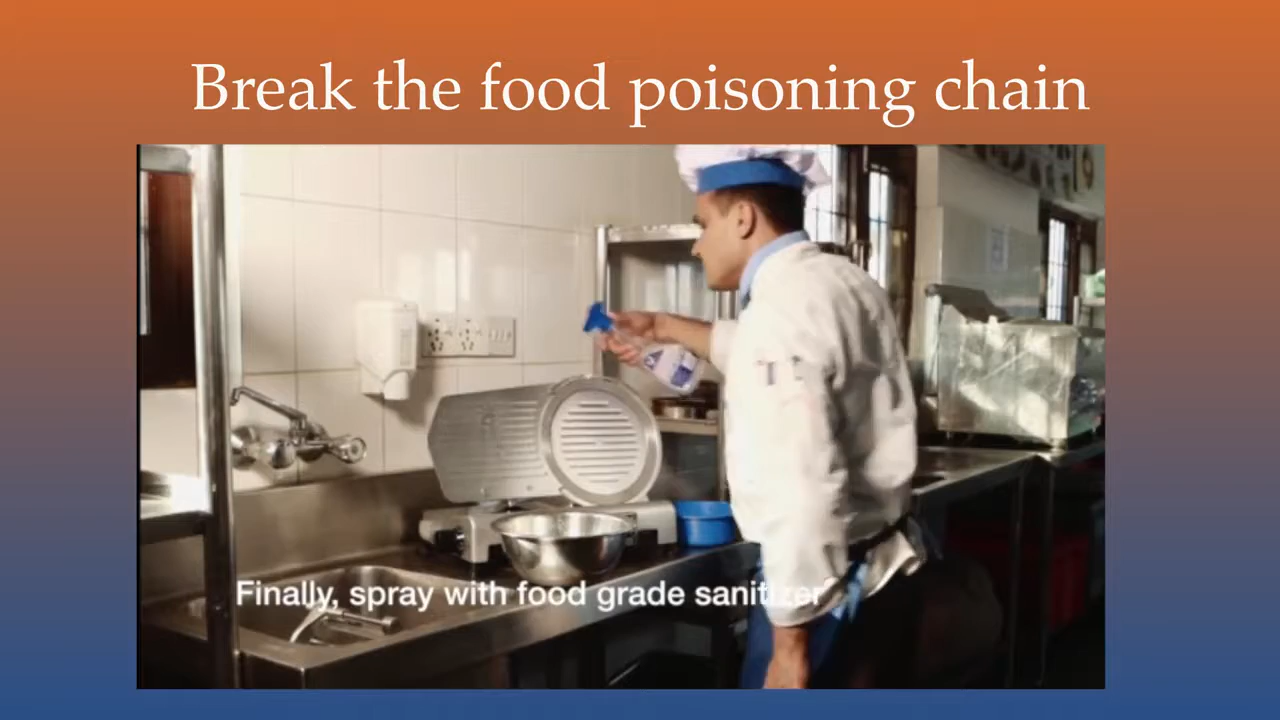 Break the food poisoning chain
Finally, spray with food grade sanitizer